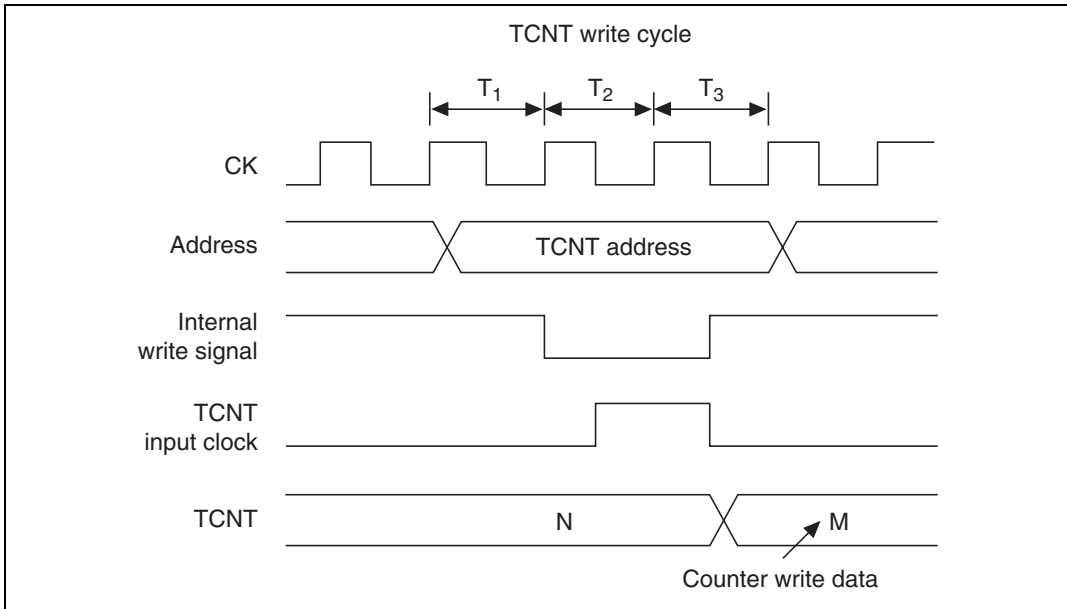 TCNT write cycle
T₁ T₂ T₃
CK
Address
TCNT address
Internal
write signal
TCNT
input clock
TCNT
N
M
Counter write data